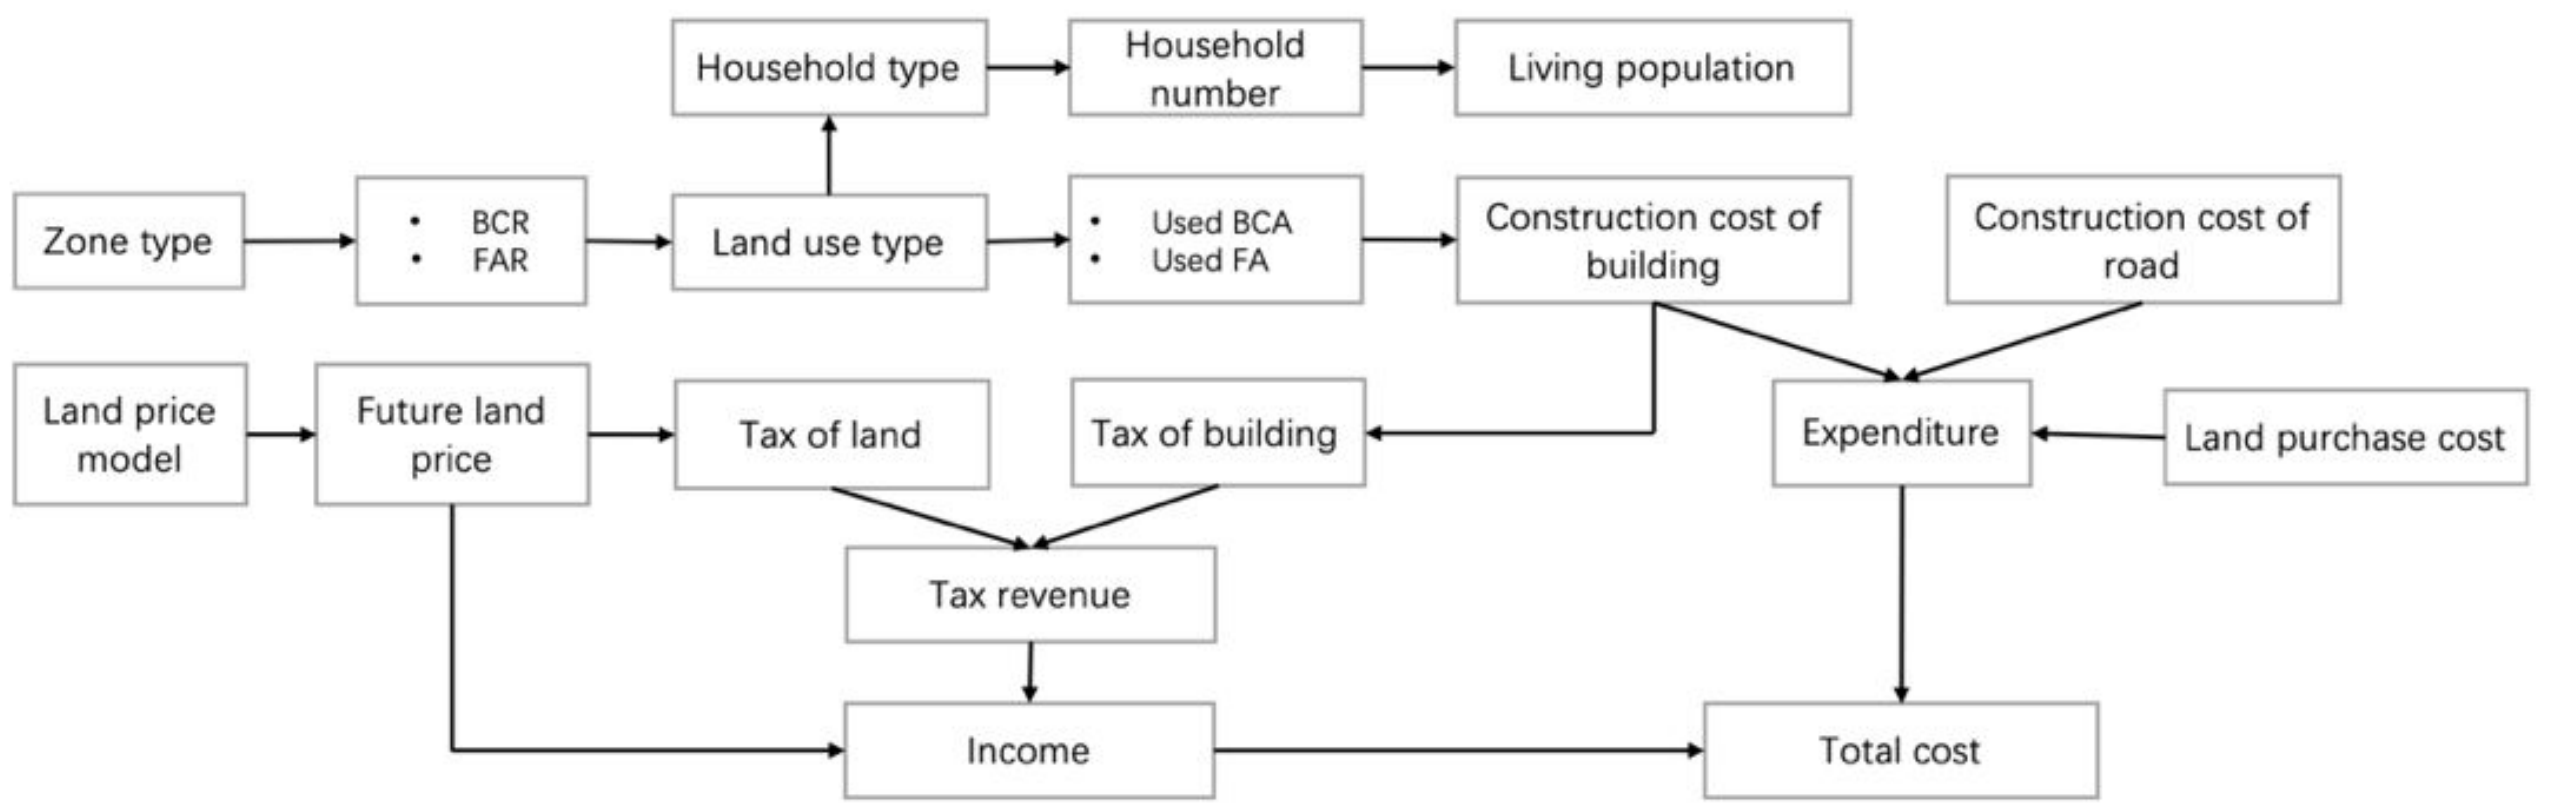 Household type
Household
number
Living population
Zone type
• BCR
• FAR
Land use type
• Used BCA
• Used FA
Construction cost of
building
Construction cost of
road
Land price
model
Future land
price
Tax of land
Tax of building
Expenditure
Land purchase cost
Tax revenue
Income
Total cost